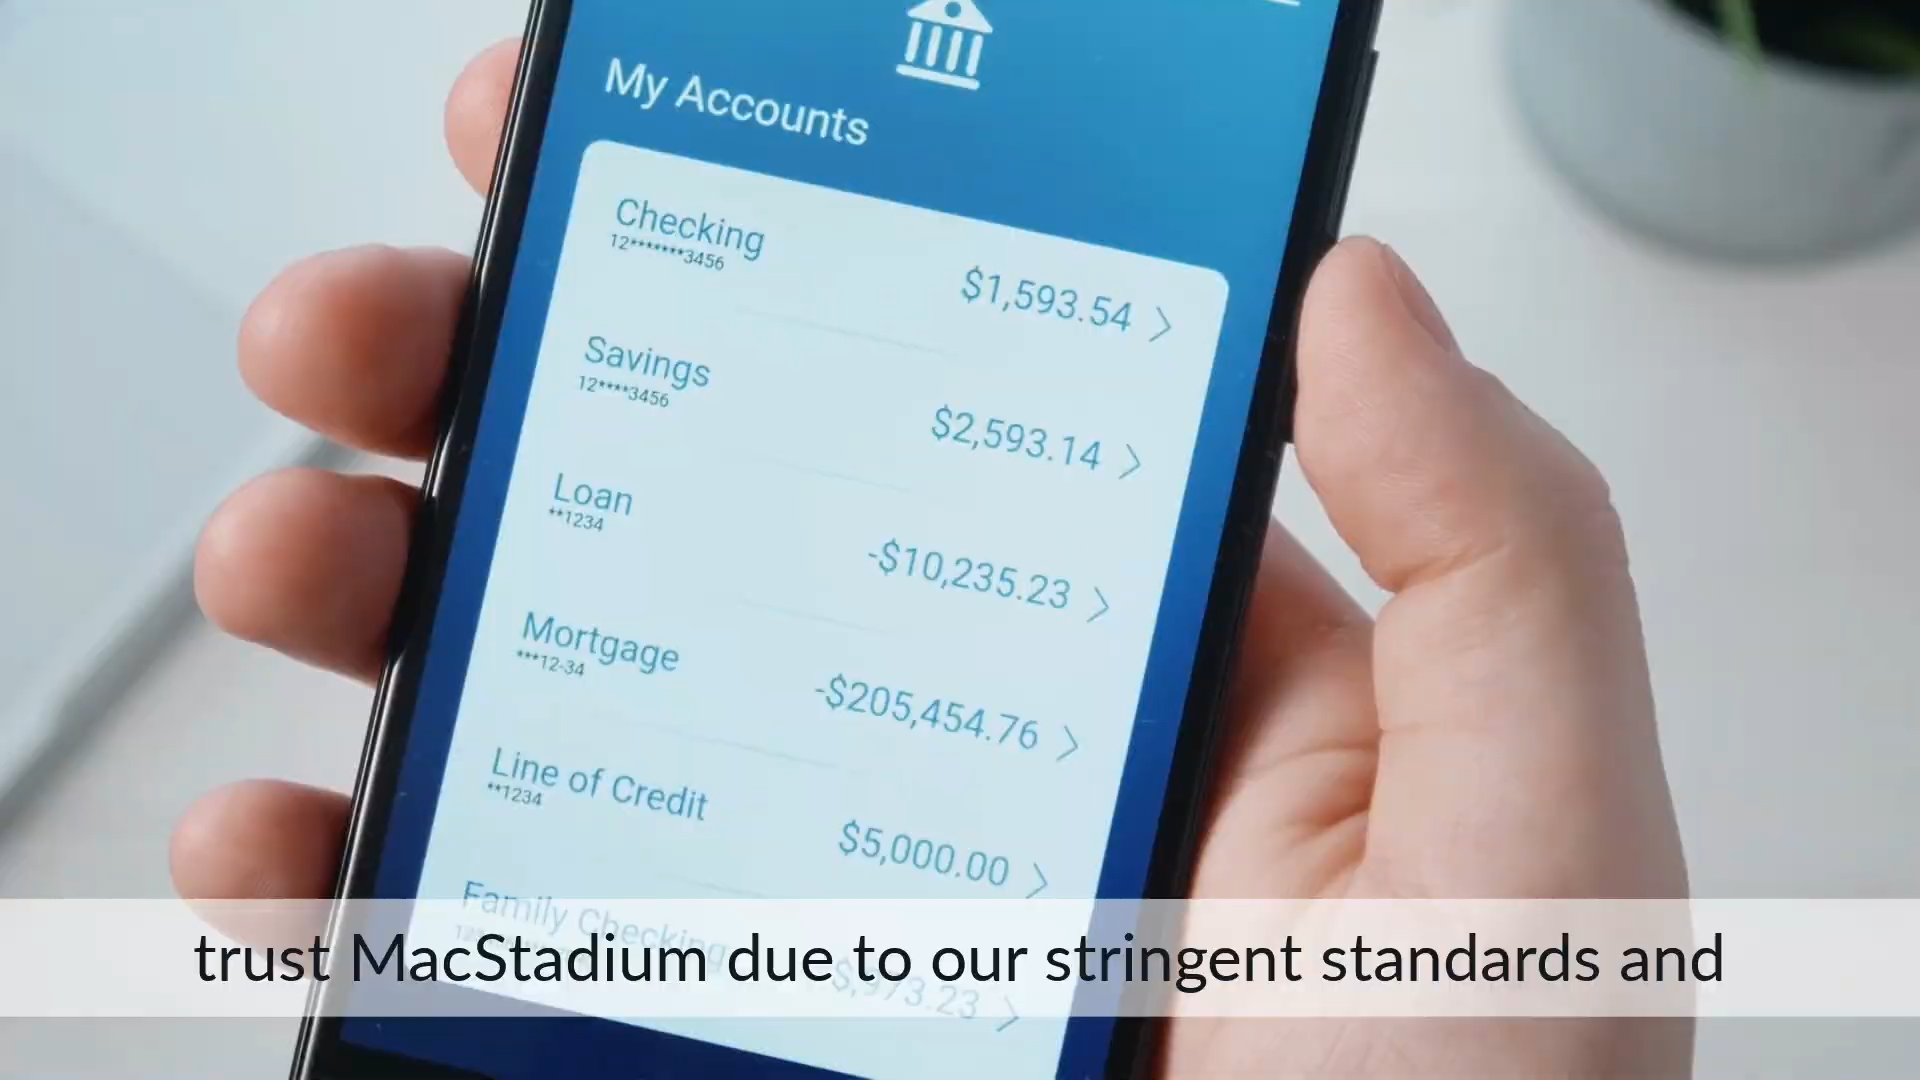 My Accounts
Checking
12*******3456
$1,593.54
Savings
12****3456
$2,593.14
Loan
**1234
-$10,235.23
Mortgage
***12-34
-$205,454.76
Line of Credit
**1234
$5,000.00
Family Checking
trust MacStadium due to our stringent standards and